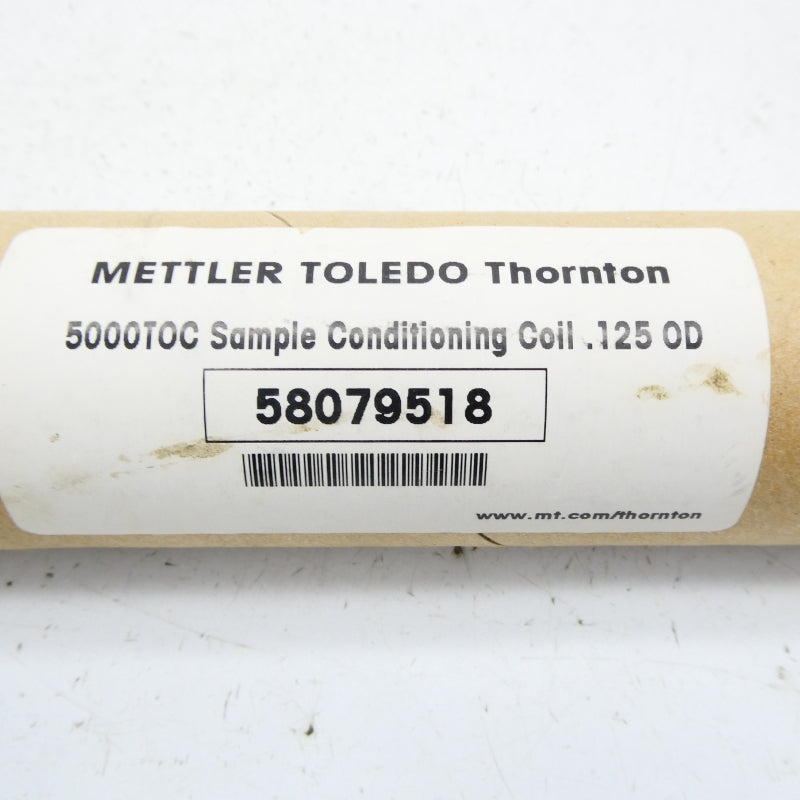 METTLER TOLEDO Thornton
5000TOC Sample Conditioning Coil .125 OD
58079518
www.mt.com/thornton